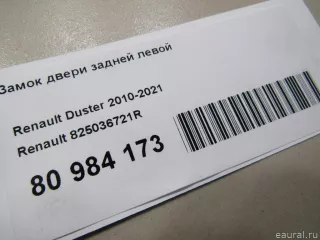 Замок двери задней левой
Renault Duster 2010-2021
Renault 825036721R
80 984 173
eaural.ru